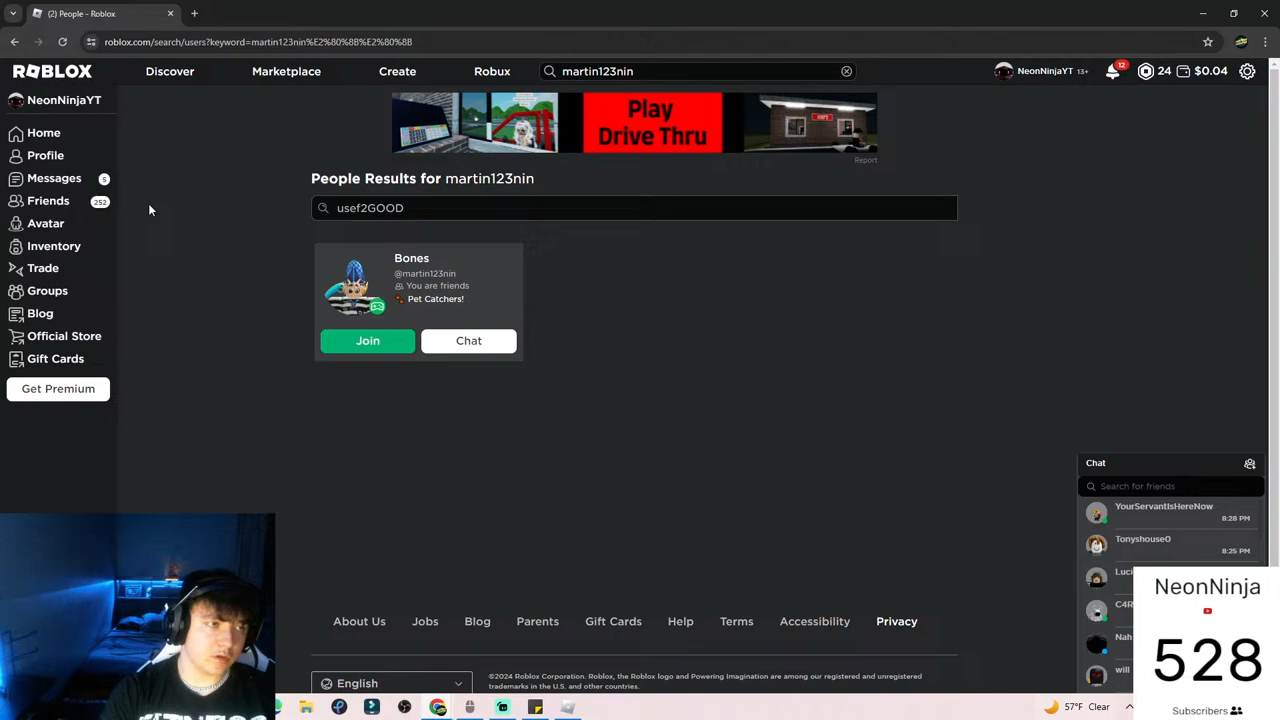 (2) People - Roblox
roblox.com/search/users?keyword=martin123nin%E2%80%8B%E2%80%8B
ROBLOX
Discover
Marketplace
Create
Robux
martin123nin
NeonNinjaYT 13+
12
24
$0.04
NeonNinjaYT
Home
Profile
Messages 5
Friends 252
Avatar
Inventory
Trade
Groups
Blog
Official Store
Gift Cards
Get Premium
Play
Drive Thru
Report
People Results for martin123nin
usef2GOOD
Bones
@martin123nin
You are friends
Pet Catchers!
Join
Chat
Chat
Search for friends
YourServantIsHereNow
8:28 PM
8:25 PM
Luci
C4R
Nah
will
NeonNinja
528
Subscribers
About Us
Jobs
Blog
Parents
Gift Cards
Help
Terms
Accessibility
Privacy
English
©2024 Roblox Corporation. Roblox, the Roblox logo and Powering Imagination are among our registered and unregistered
trademarks in the U.S. and other countries.
57°F Clear